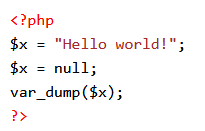 <?php
$x = "Hello world!";
$x = null;
var_dump($x);
?>